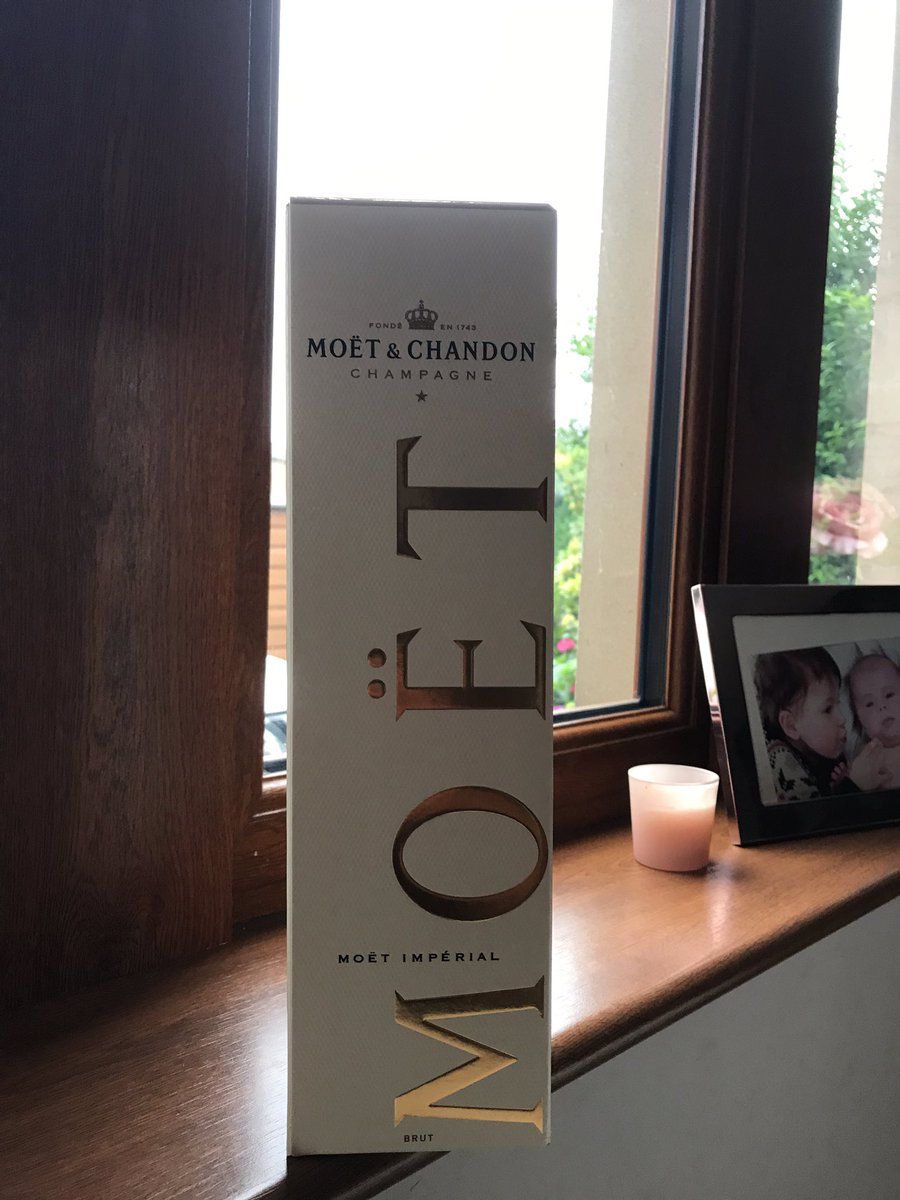 FONDÉ EN 1743
MOËT & CHANDON
CHAMPAGNE
MOËT
MOËT IMPÉRIAL
BRUT